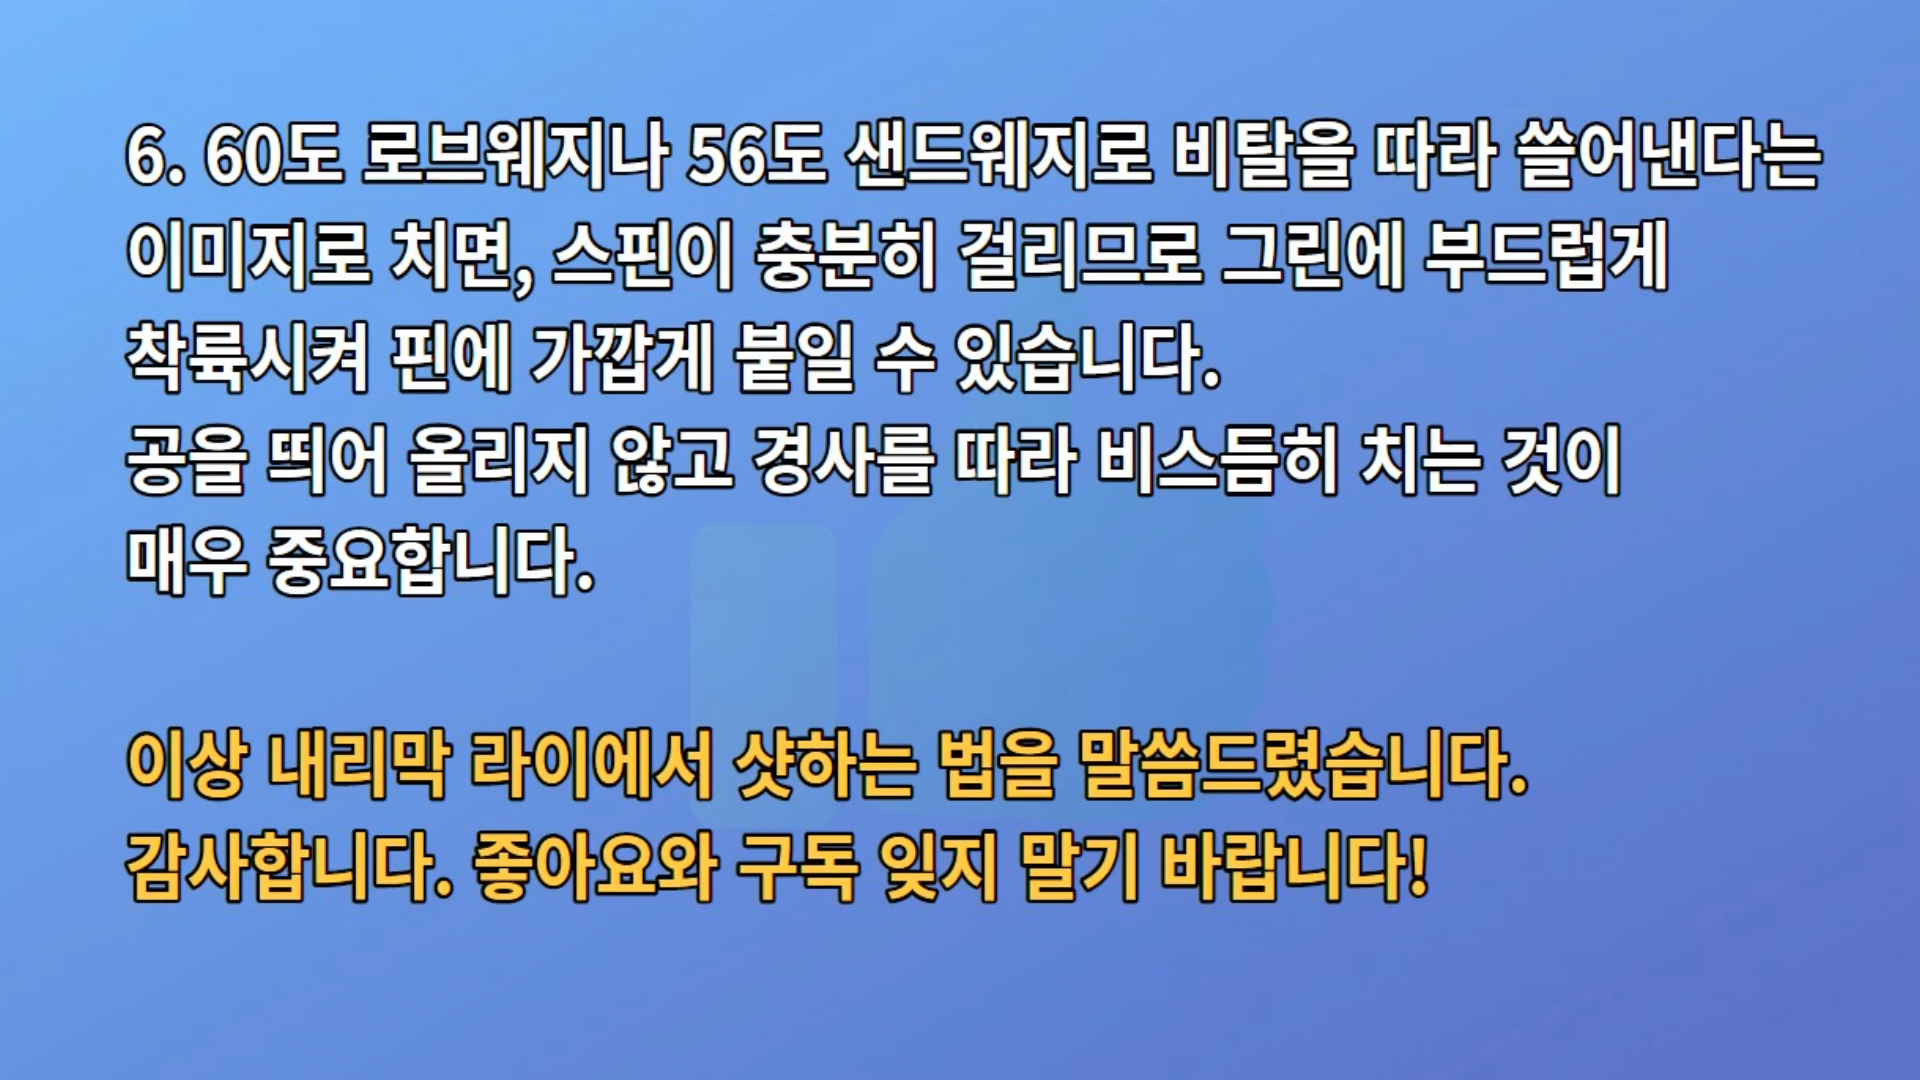 6. 60도 로브웨지나 56도 샌드웨지로 비탈을 따라 쓸어낸다는
이미지로 치면, 스핀이 충분히 걸리므로 그린에 부드럽게
착륙시켜 핀에 가깝게 붙일 수 있습니다.
공을 띄어 올리지 않고 경사를 따라 비스듬히 치는 것이
매우 중요합니다.
이상 내리막 라이에서 샷하는 법을 말씀드렸습니다.
감사합니다. 좋아요와 구독 잊지 말기 바랍니다!